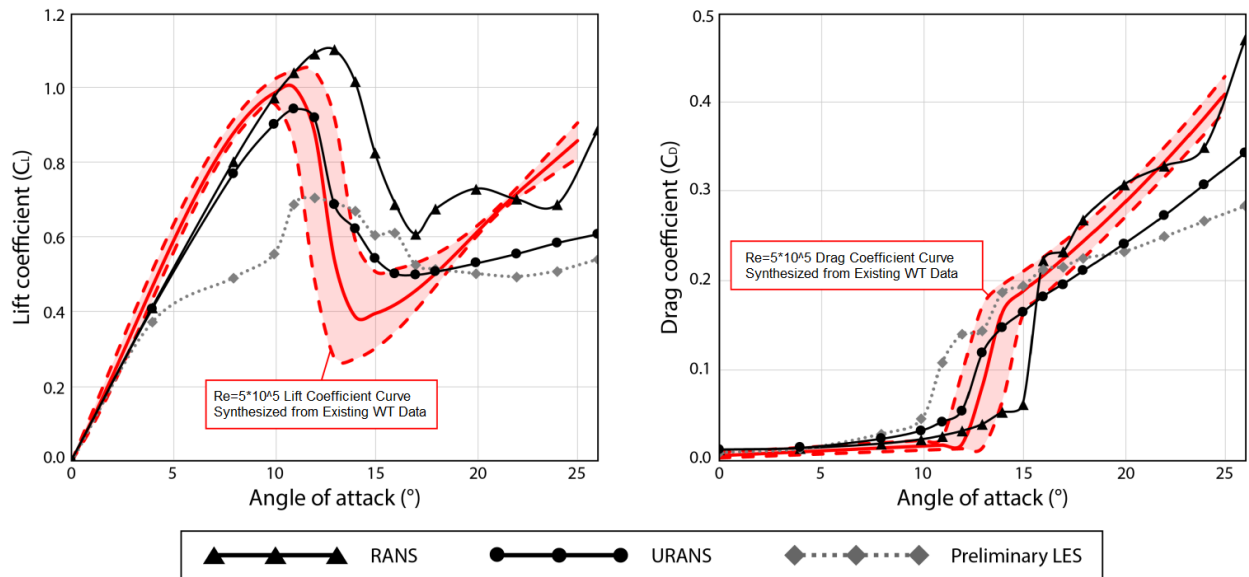 1.2
1.0
0.8
0.6
0.4
0.2
0.0
Lift coefficient (CL)
Re=5*10^5 Lift Coefficient Curve
Synthesized from Existing WT Data
0 5 10 15 20 25
Angle of attack (°)
0.5
0.4
0.3
0.2
0.1
0.0
Drag coefficient (CD)
Re=5*10^5 Drag Coefficient Curve
Synthesized from Existing WT Data
0 5 10 15 20 25
Angle of attack (°)
RANS URANS Preliminary LES